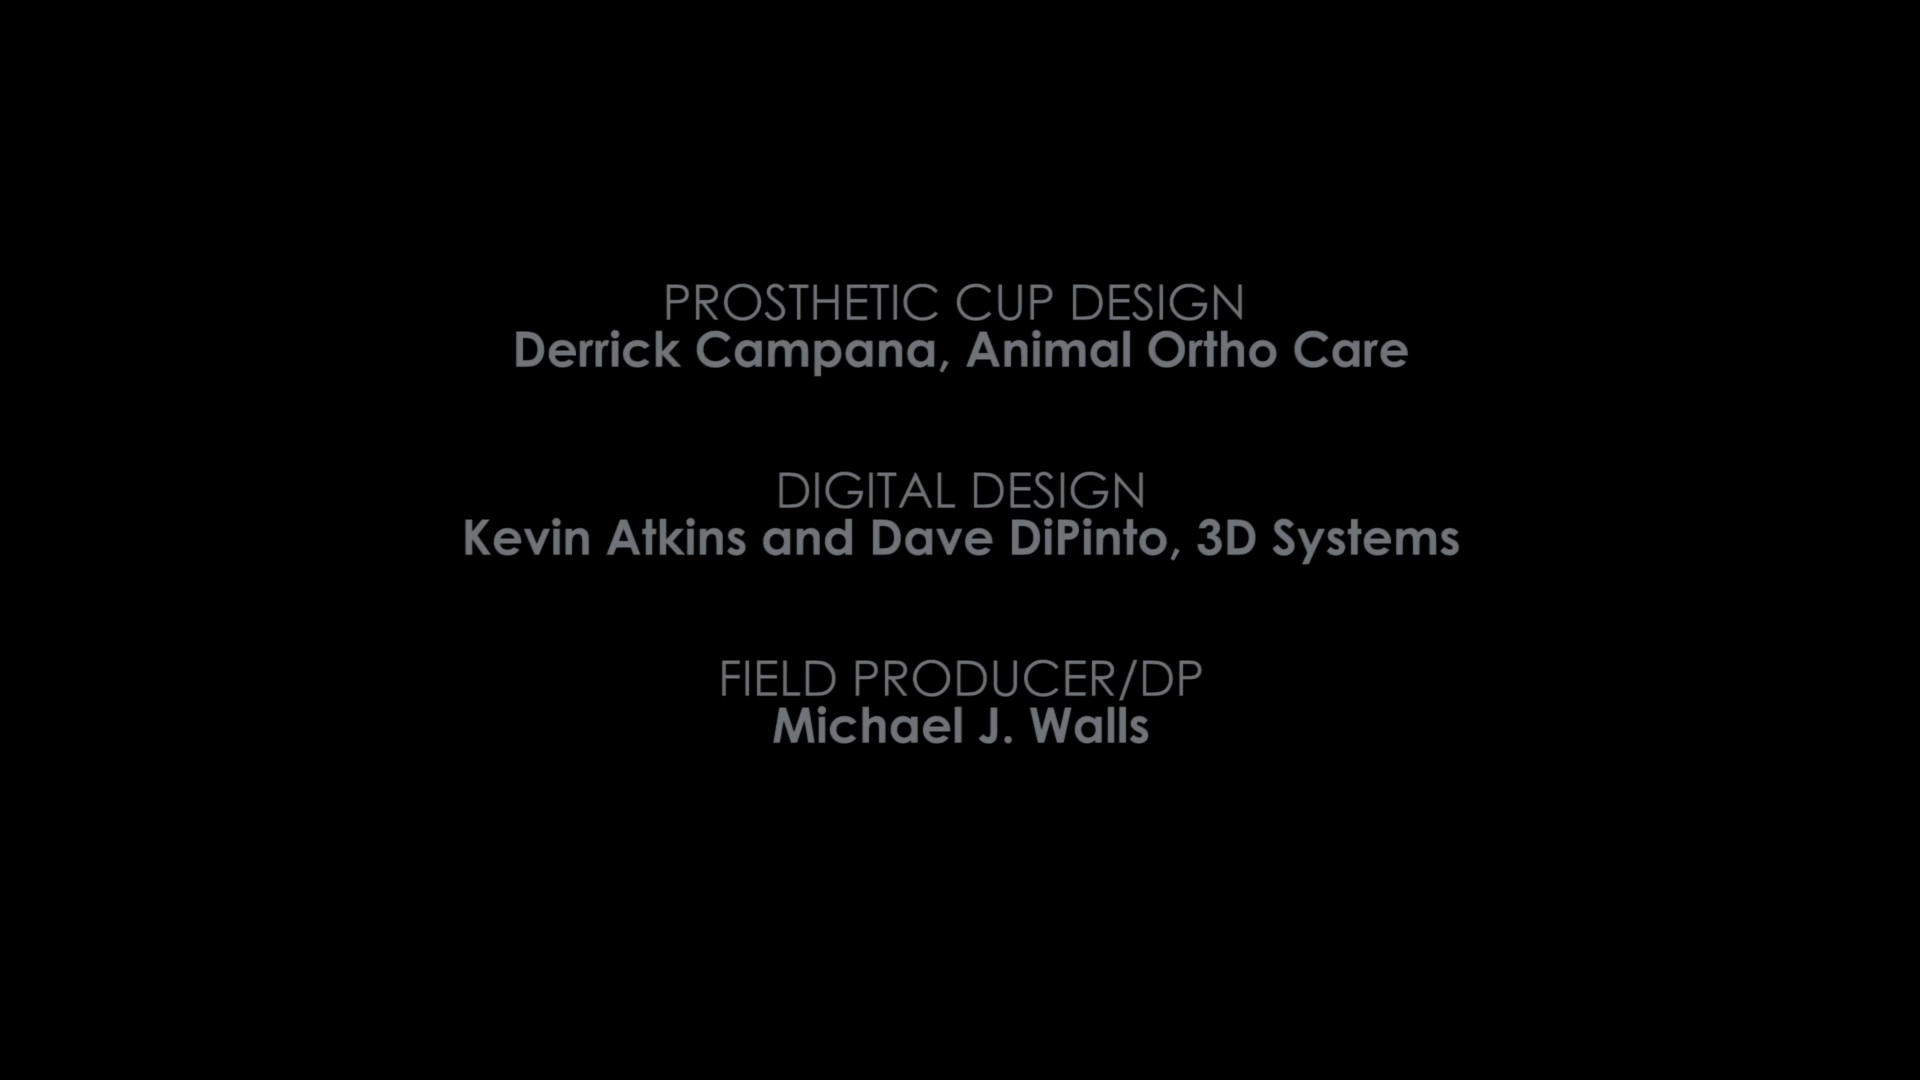 PROSTHETIC CUP DESIGN
Derrick Campana, Animal Ortho Care
DIGITAL DESIGN
Kevin Atkins and Dave DiPinto, 3D Systems
FIELD PRODUCER/DP
Michael J. Walls